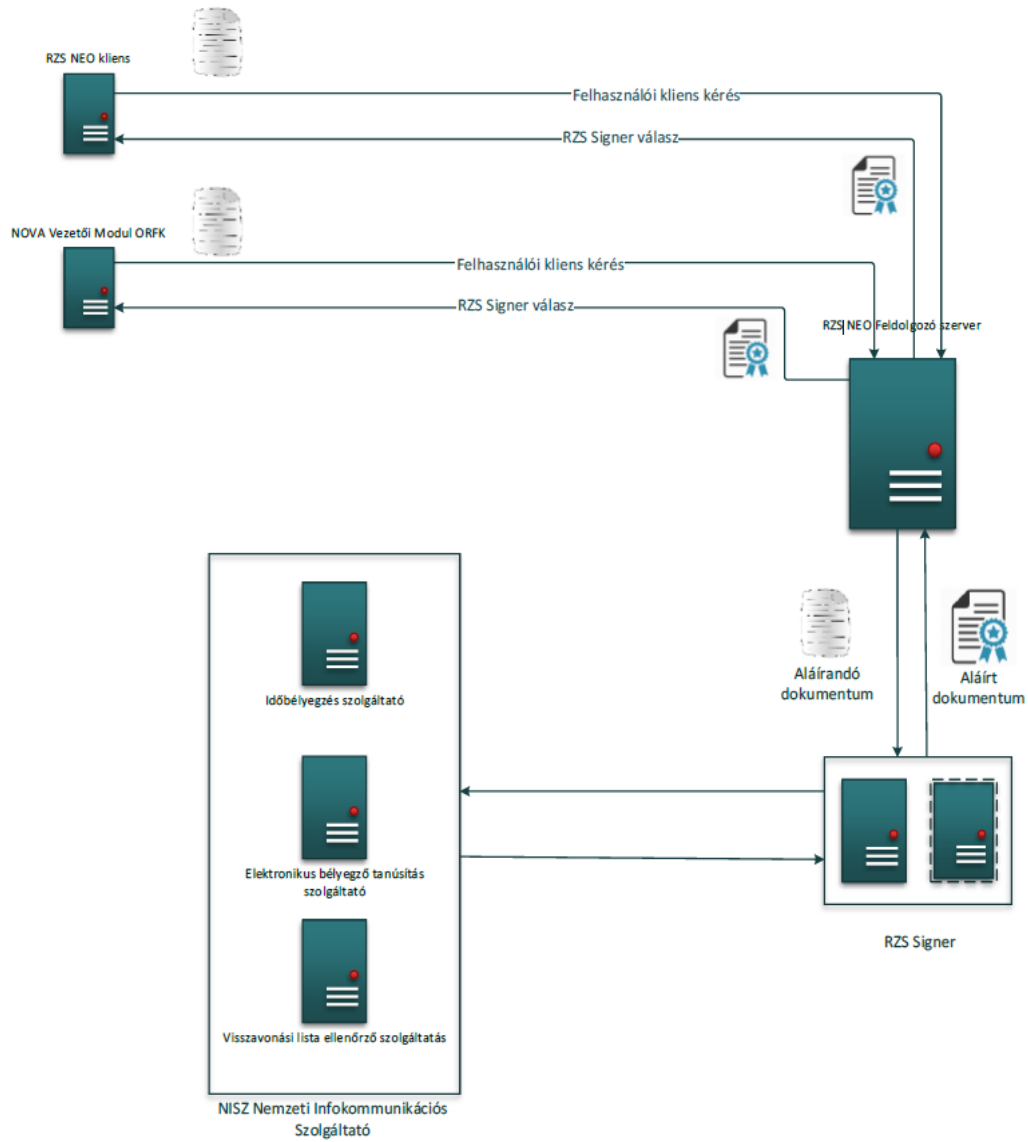 RZS NEO kliens
Felhasználói kliens kérés
RZS Signer válasz
NOVA Vezetői Modul ORFK
Felhasználói kliens kérés
RZS Signer válasz
RZS NEO Feldolgozó szerver
Időbélyegzés szolgáltató
Aláírandó
dokumentum
Aláírt
dokumentum
Elektronikus bélyegző tanúsítás
szolgáltató
RZS Signer
Visszavonási lista ellenőrző szolgáltatás
NISZ Nemzeti Infokommunikációs
Szolgáltató